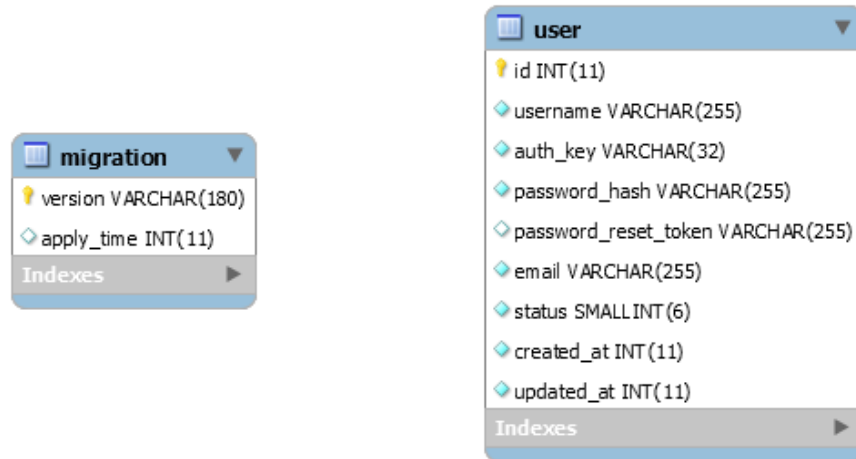 migration
version VARCHAR(180)
apply_time INT(11)
Indexes
user
id INT(11)
username VARCHAR(255)
auth_key VARCHAR(32)
password_hash VARCHAR(255)
password_reset_token VARCHAR(255)
email VARCHAR(255)
status SMALLINT(6)
created_at INT(11)
updated_at INT(11)
Indexes